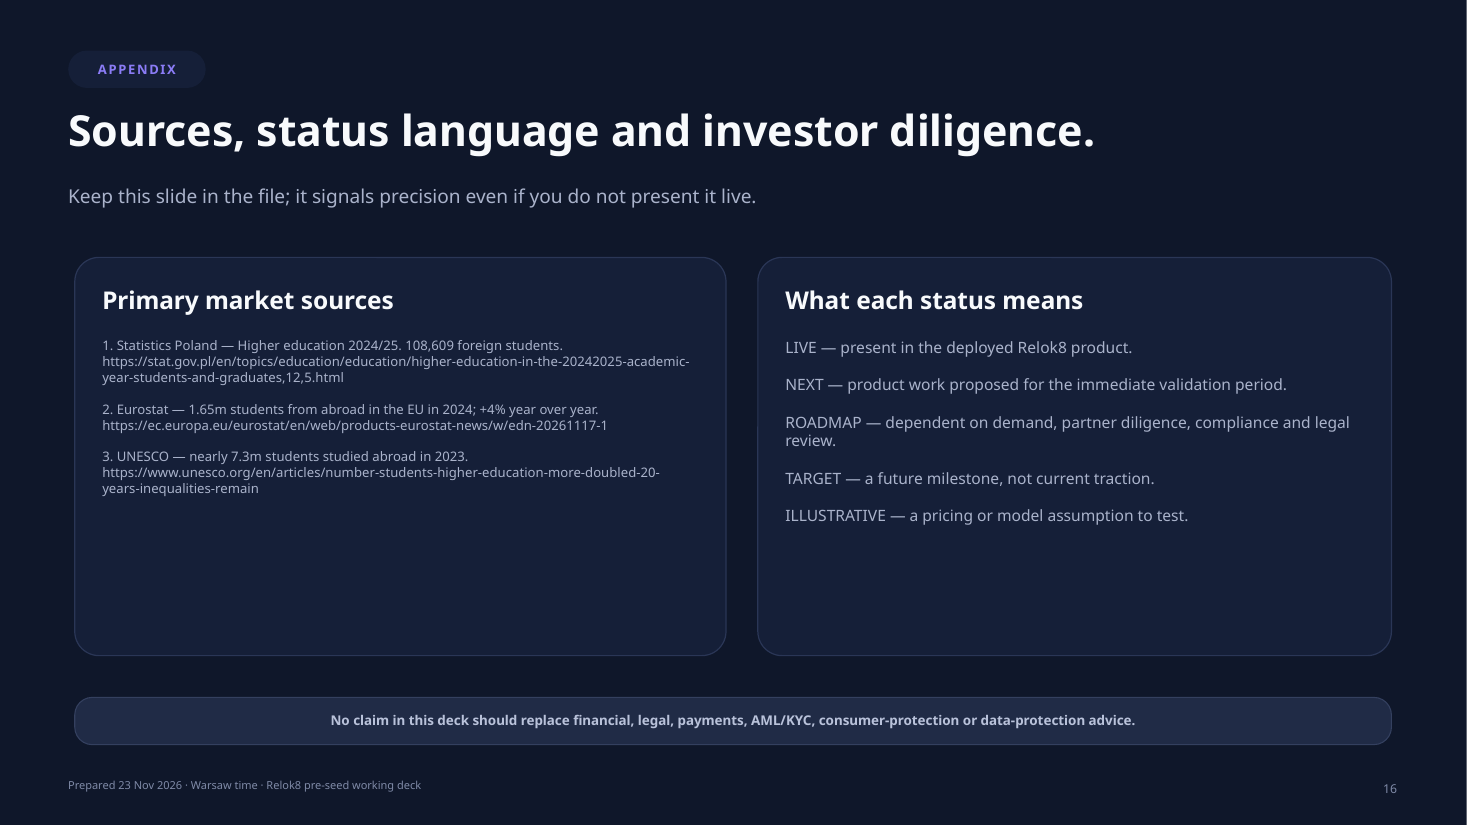 APPENDIX
Sources, status language and investor diligence.
Keep this slide in the file; it signals precision even if you do not present it live.
Primary market sources
1. Statistics Poland — Higher education 2024/25. 108,609 foreign students.
https://stat.gov.pl/en/topics/education/education/higher-education-in-the-20242025-academic-
year-students-and-graduates,12,5.html
2. Eurostat — 1.65m students from abroad in the EU in 2024; +4% year over year.
https://ec.europa.eu/eurostat/en/web/products-eurostat-news/w/edn-20261117-1
3. UNESCO — nearly 7.3m students studied abroad in 2023.
https://www.unesco.org/en/articles/number-students-higher-education-more-doubled-20-
years-inequalities-remain
What each status means
LIVE — present in the deployed Relok8 product.
NEXT — product work proposed for the immediate validation period.
ROADMAP — dependent on demand, partner diligence, compliance and legal
review.
TARGET — a future milestone, not current traction.
ILLUSTRATIVE — a pricing or model assumption to test.
No claim in this deck should replace financial, legal, payments, AML/KYC, consumer-protection or data-protection advice.
Prepared 23 Nov 2026 · Warsaw time · Relok8 pre-seed working deck
16